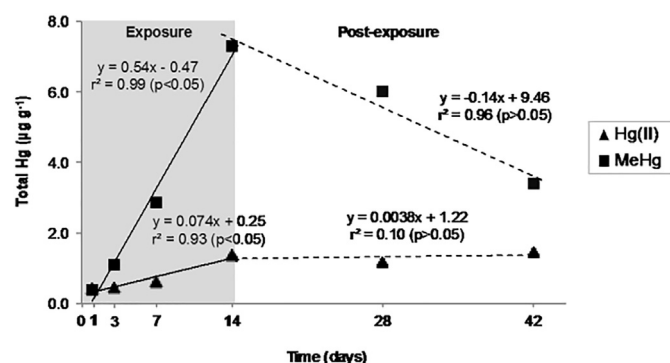 8.0
6.0
4.0
2.0
0.0
Total Hg (µg g⁻¹)
Exposure
Post-exposure
y = 0.54x - 0.47
r² = 0.99 (p<0.05)
y = -0.14x + 9.46
r² = 0.96 (p>0.05)
y = 0.074x + 0.25
r² = 0.93 (p<0.05)
y = 0.0038x + 1.22
r² = 0.10 (p>0.05)
Hg(II)
MeHg
0 1 3 7 14 28 42
Time (days)